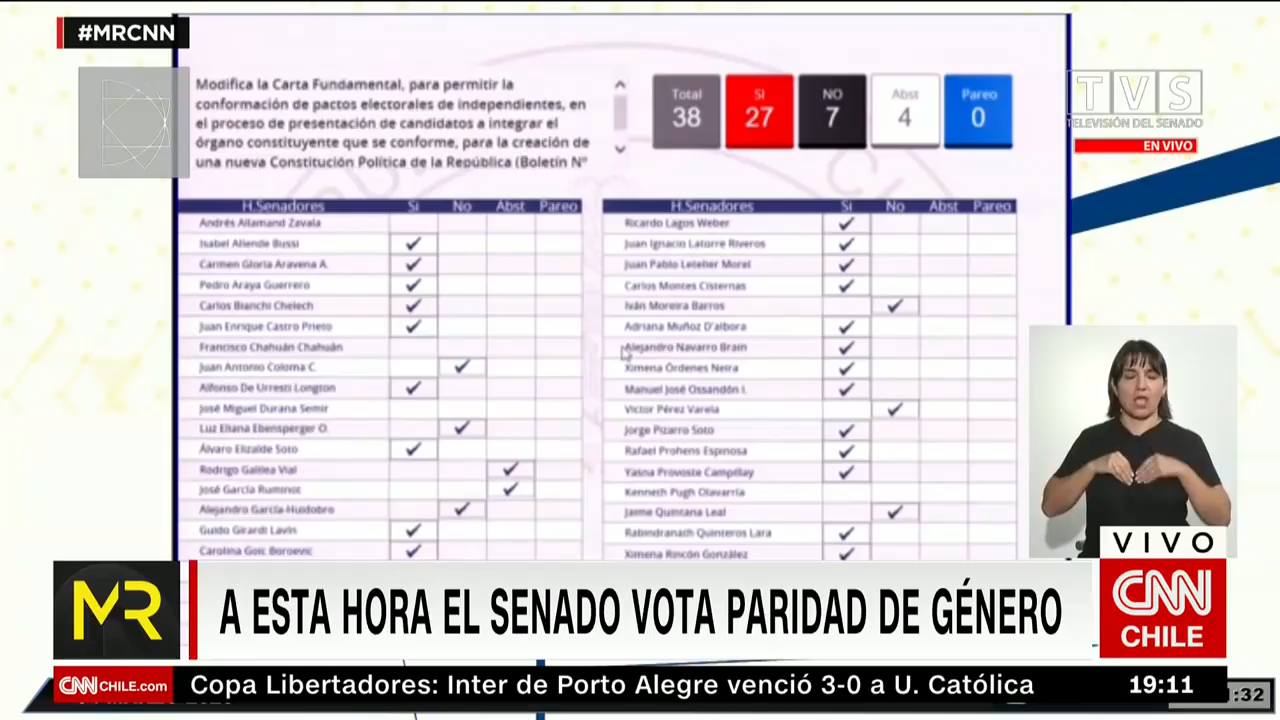 #MRCNN
Modifica la Carta Fundamental, para permitir la
conformación de pactos electorales de independientes, en
el proceso de presentación de candidatos a integrar el
órgano constituyente que se conforme, para la creación de
una nueva Constitución Política de la República (Boletín Nº
Total SI NO Abst Pareo
38 27 7 4 0
TVS
TELEVISIÓN DEL SENADO
EN VIVO
H.Senadores Si No Abst Pareo
Andrés Allamand Zavala
Isabel Allende Bussi
Carmen Gloria Aravena A.
Pedro Araya Guerrero
Carlos Bianchi Chelech
Juan Enrique Castro Prieto
Francisco Chahuán Chahuán
Juan Antonio Coloma C.
Alfonso De Urresti Longton
José Miguel Durana Semir
Luz Eliana Ebensperger O.
Álvaro Elizalde Soto
Rodrigo Galilea Vial
José García Ruminot
Alejandro García-Huidobro
Guido Girardi Lavín
Carolina Goic Boroevic
H.Senadores Si No Abst Pareo
Ricardo Lagos Weber
Juan Ignacio Latorre Riveros
Juan Pablo Letelier Morel
Carlos Montes Cisternas
Iván Moreira Barros
Adriana Muñoz D'albora
Alejandro Navarro Brain
Ximena Órdenes Neira
Manuel José Ossandón I.
Victor Pérez Varela
Jorge Pizarro Soto
Rafael Prohens Espinosa
Yasna Provoste Campillay
Kenneth Pugh Olavarría
Jaime Quintana Leal
Rabindranath Quinteros Lara
Ximena Rincón González
VIVO
MR
A ESTA HORA EL SENADO VOTA PARIDAD DE GÉNERO
CNN
CHILE
CNNCHILE.com
Copa Libertadores: Inter de Porto Alegre venció 3-0 a U. Católica
19:11
:32